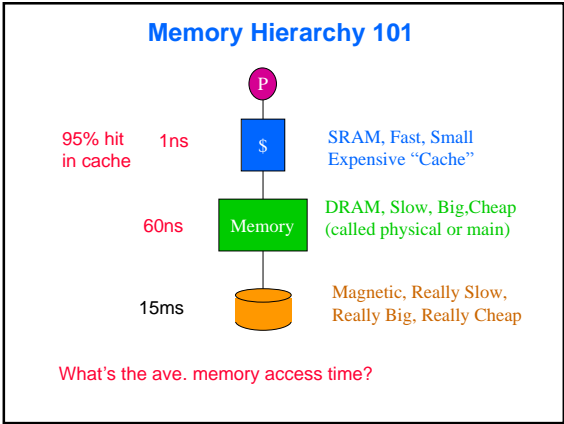 Memory Hierarchy 101
P
95% hit
in cache
1ns
$
SRAM, Fast, Small
Expensive “Cache”
60ns
Memory
DRAM, Slow, Big,Cheap
(called physical or main)
15ms
Magnetic, Really Slow,
Really Big, Really Cheap
What's the ave. memory access time?